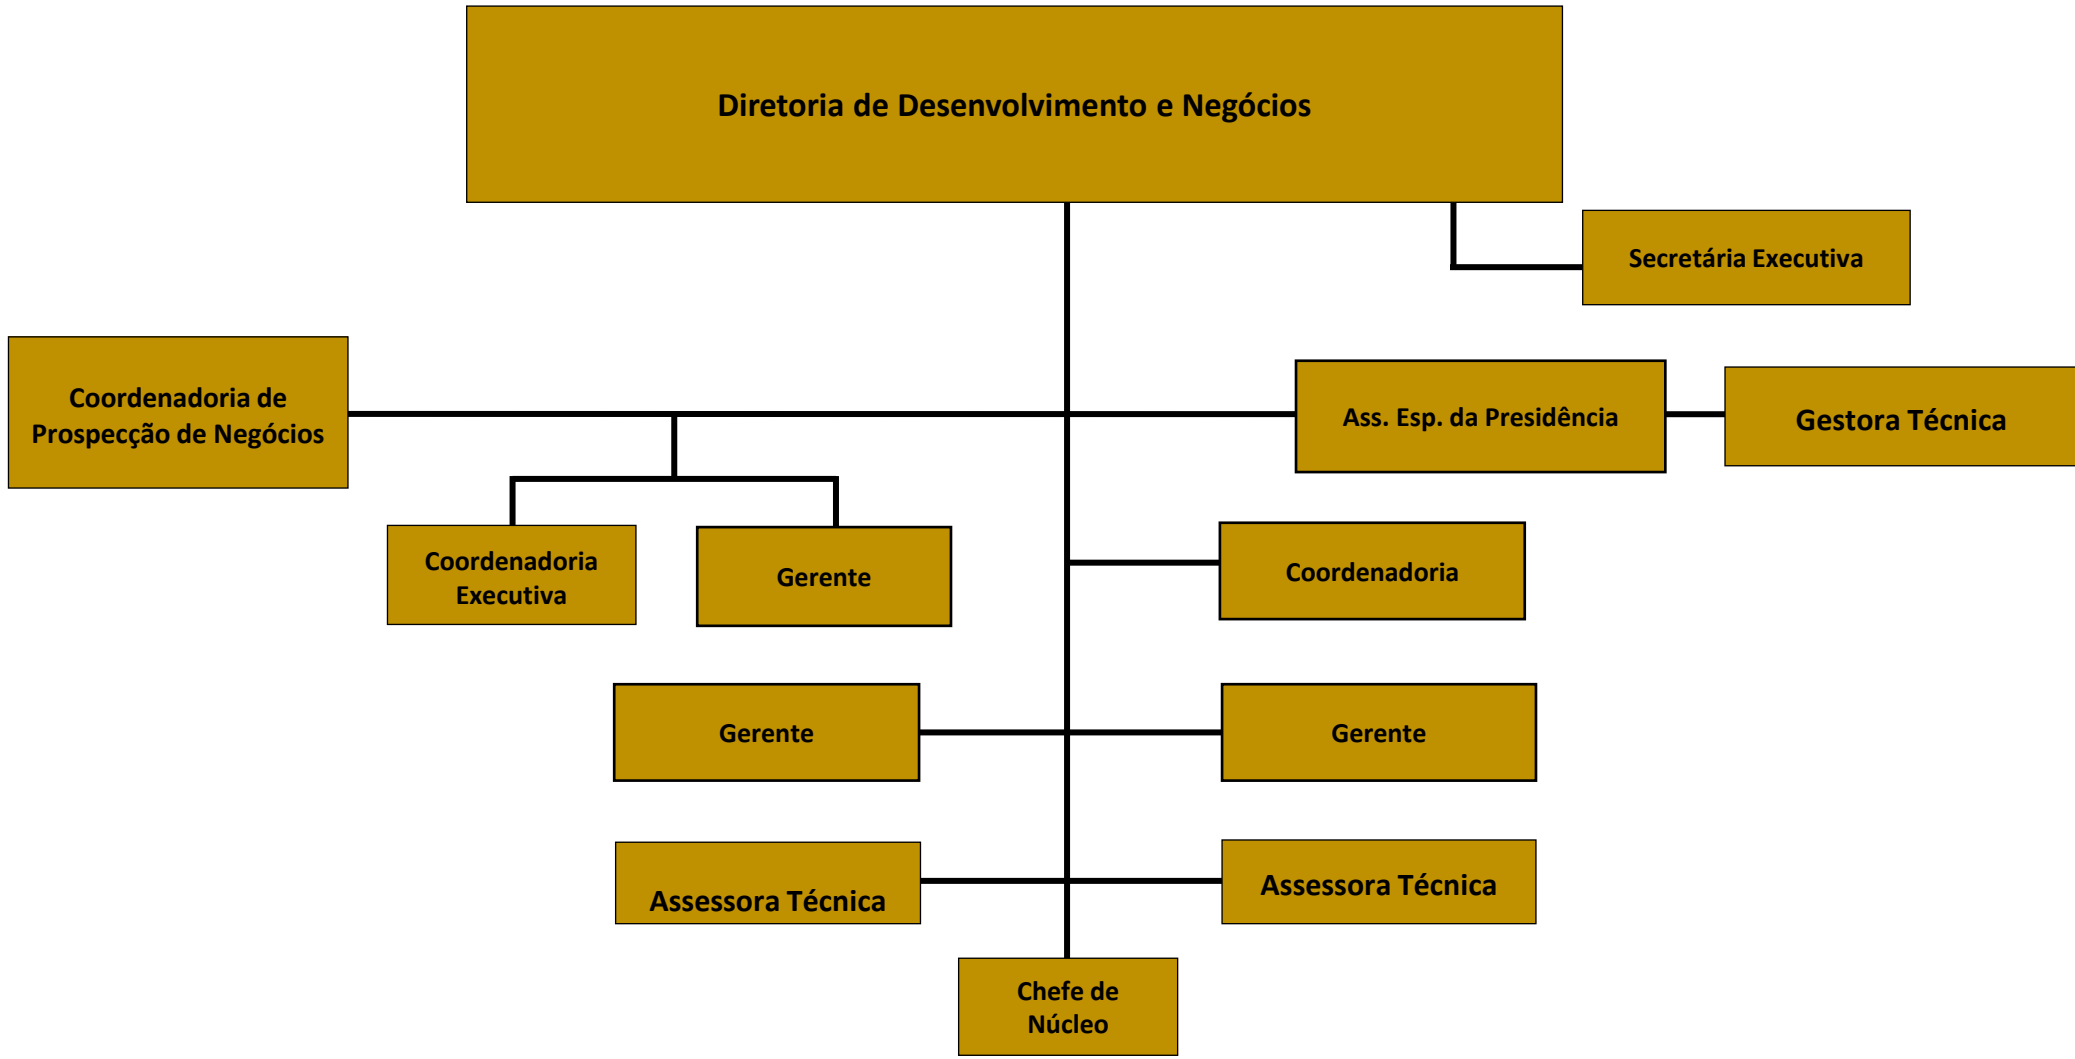 Diretoria de Desenvolvimento e Negócios
Secretária Executiva
Coordenadoria de
Prospecção de Negócios
Ass. Esp. da Presidência
Gestora Técnica
Coordenadoria
Executiva
Gerente
Coordenadoria
Gerente
Gerente
Assessora Técnica
Assessora Técnica
Chefe de
Núcleo